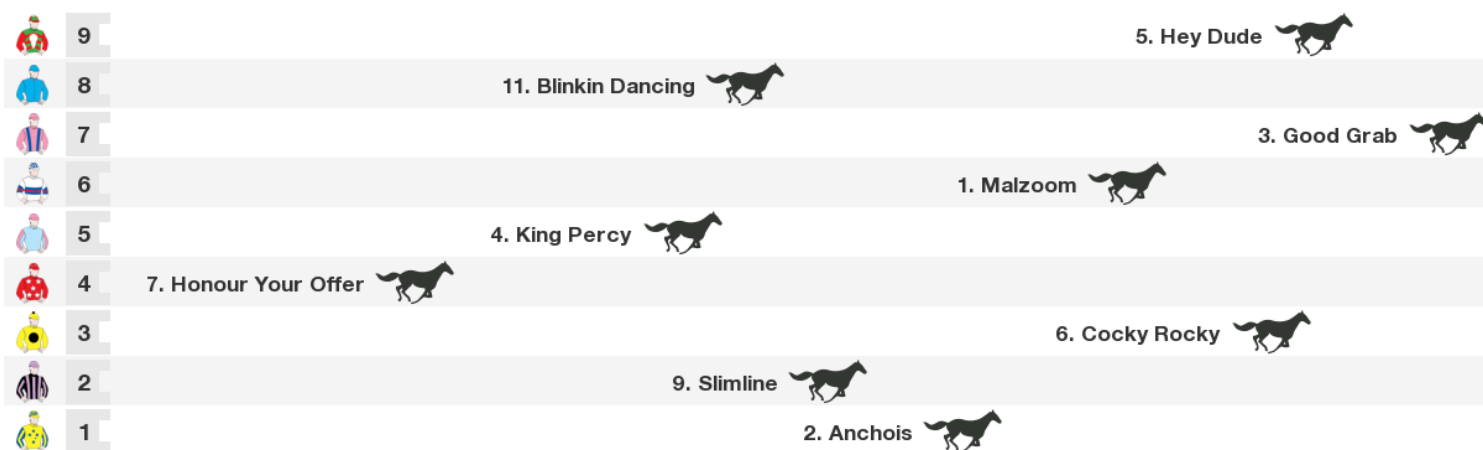 9 5. Hey Dude
8 11. Blinkin Dancing
7 3. Good Grab
6 1. Malzoom
5 4. King Percy
4 7. Honour Your Offer
3 6. Cocky Rocky
2 9. Slimline
1 2. Anchois